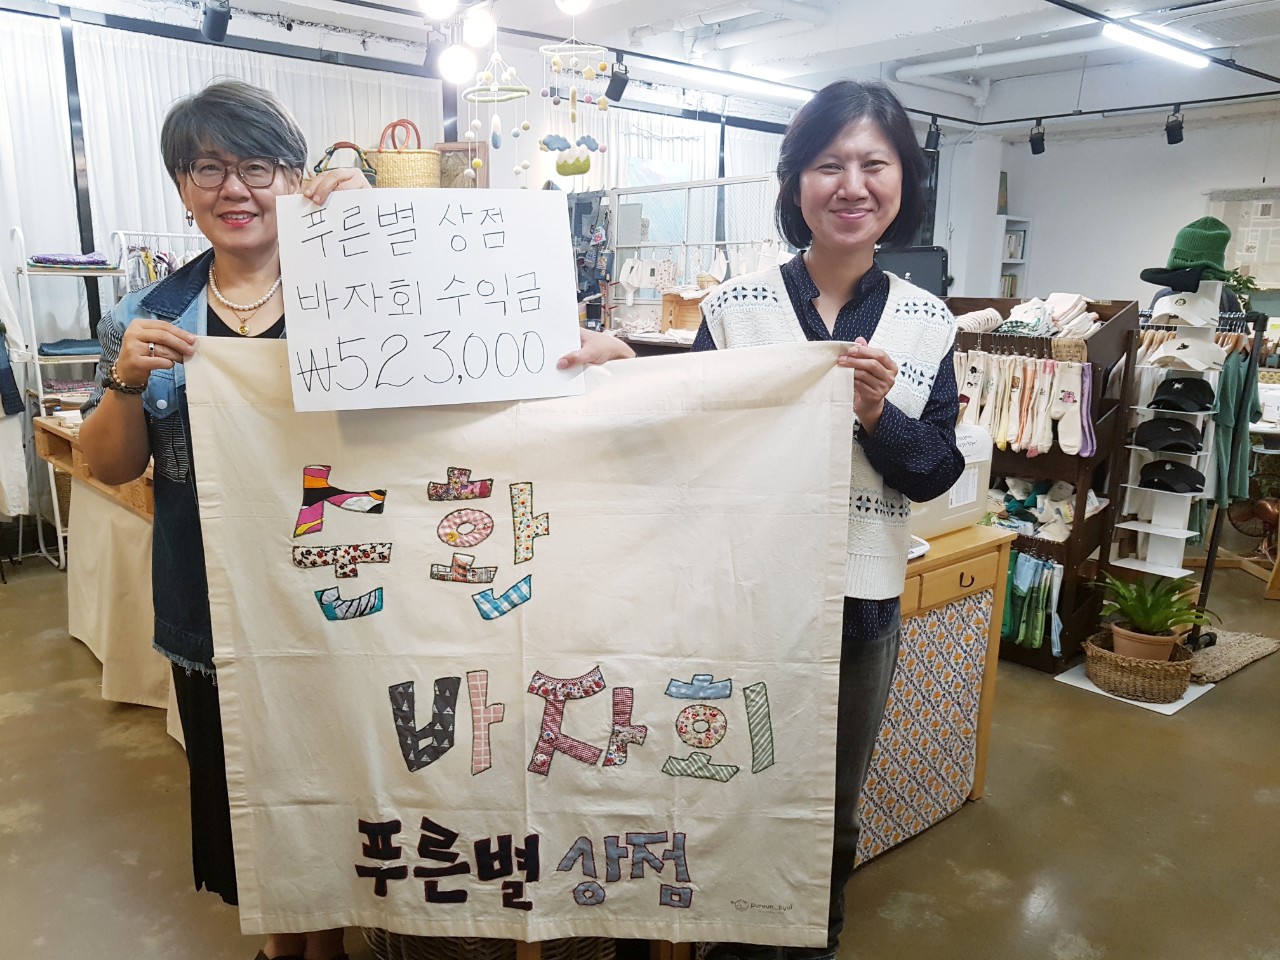 푸른별 상점
바자회 수익금
₩523,000
순환
바자회
푸른별 상점
pureun_byul